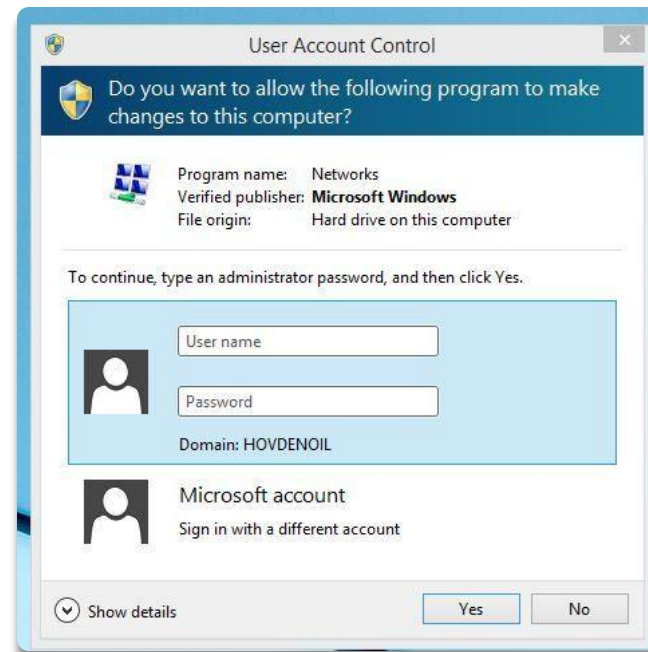 User Account Control
Do you want to allow the following program to make
changes to this computer?
Program name: Networks
Verified publisher: Microsoft Windows
File origin: Hard drive on this computer
To continue, type an administrator password, and then click Yes.
User name
Password
Domain: HOVDENOIL
Microsoft account
Sign in with a different account
Show details
Yes
No